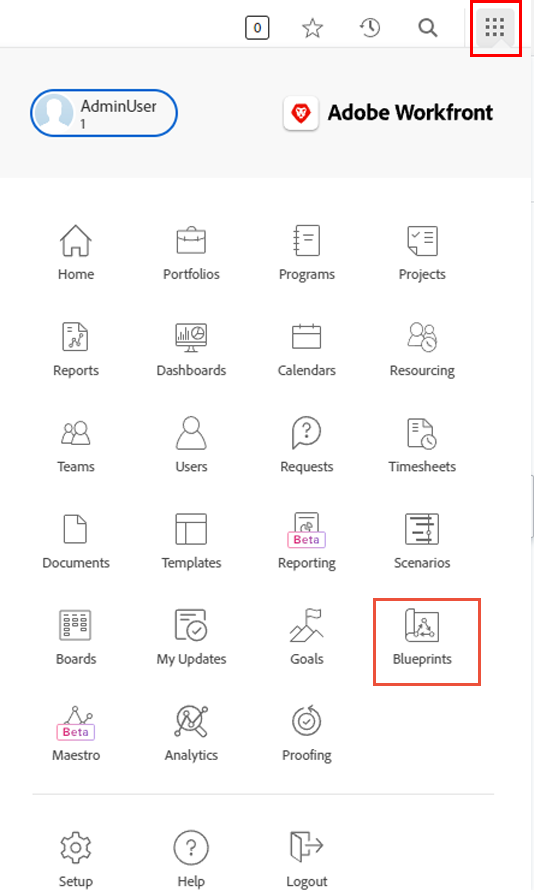 0
AdminUser
1
Adobe Workfront
Home
Portfolios
Programs
Projects
Reports
Dashboards
Calendars
Resourcing
Teams
Users
Requests
Timesheets
Beta
Documents
Templates
Reporting
Scenarios
Boards
My Updates
Goals
Blueprints
Beta
Maestro
Analytics
Proofing
Setup
Help
Logout